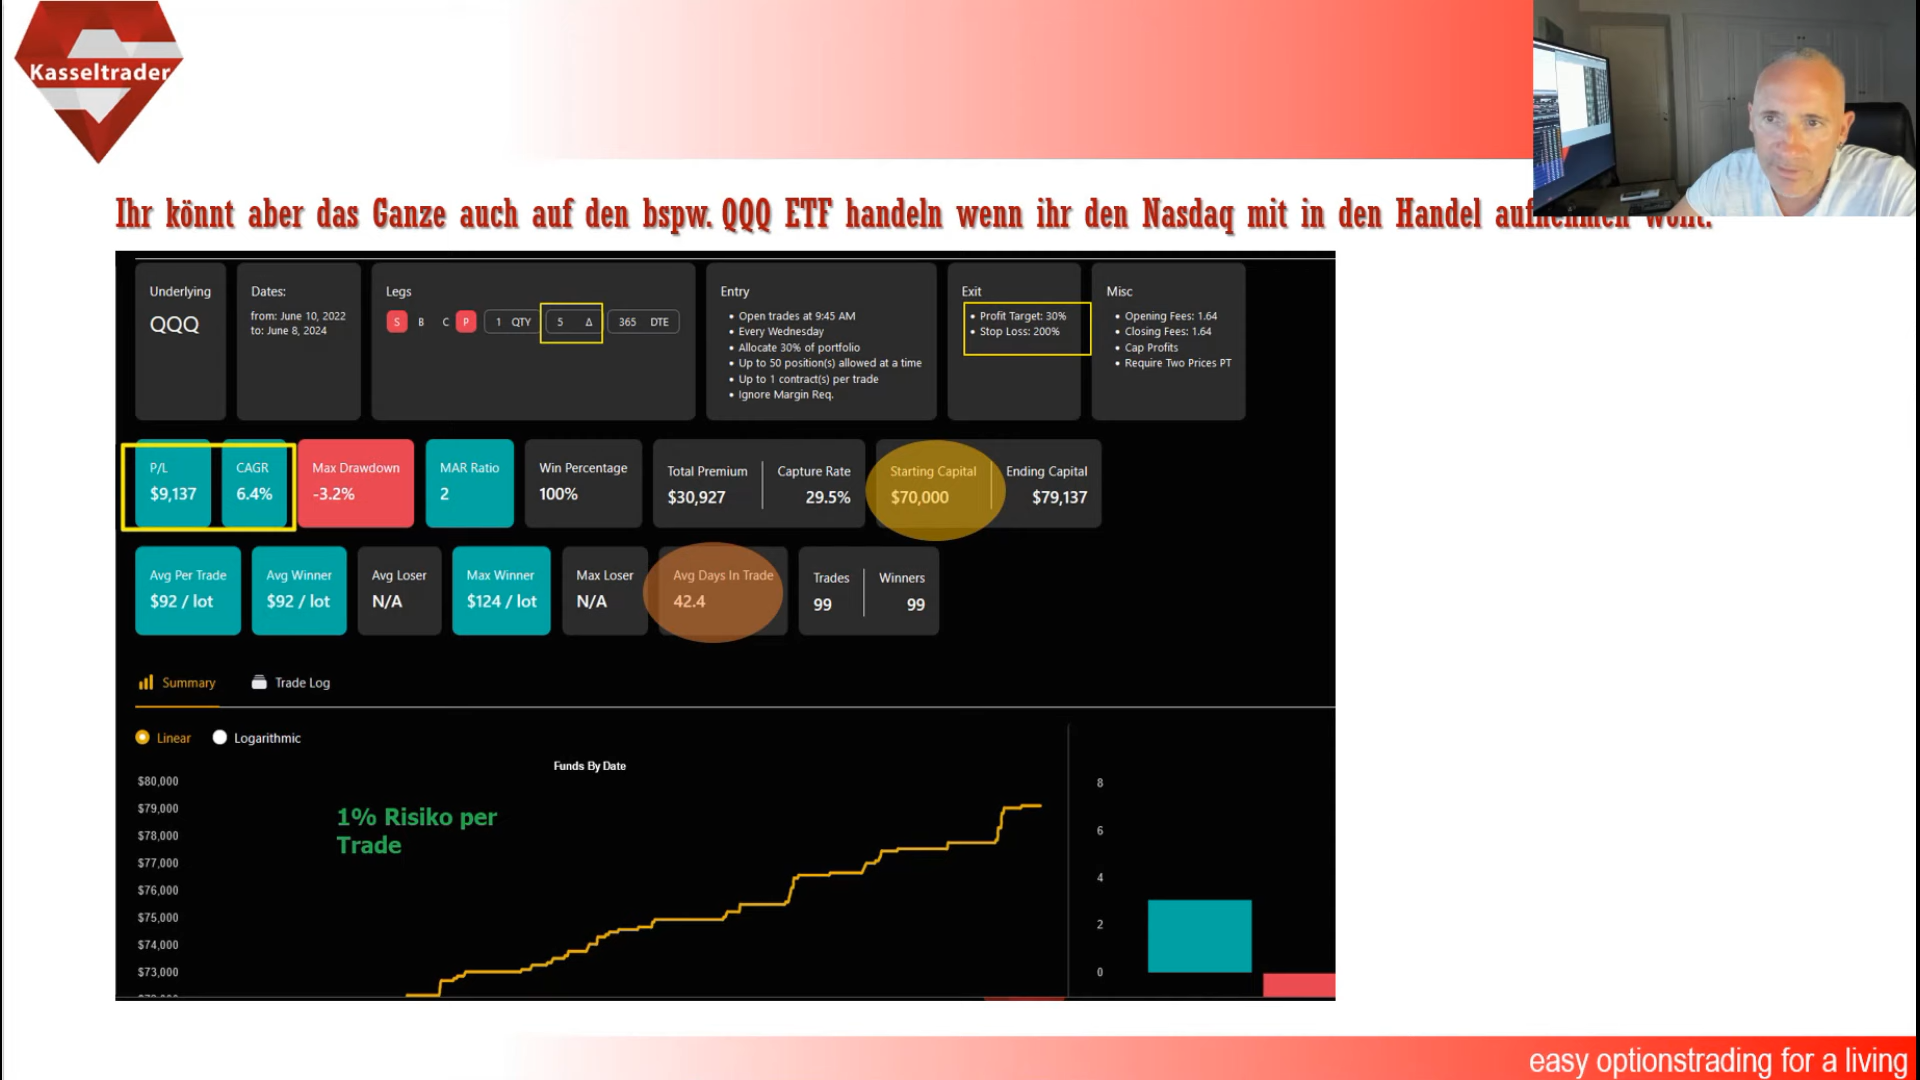 Kasseltrader
Ihr könnt aber das Ganze auch auf den bspw. QQQ ETF handeln wenn ihr den Nasdaq mit in den Handel
Underlying
QQQ
Dates:
from: June 10, 2022
to: June 8, 2024
Legs
S B C P 1 QTY 5 Δ 365 DTE
Entry
• Open trades at 9:45 AM
• Every Wednesday
• Allocate 30% of portfolio
• Up to 50 position(s) allowed at a time
• Up to 1 contract(s) per trade
• Ignore Margin Req.
Exit
• Profit Target: 30%
• Stop Loss: 200%
Misc
• Opening Fees: 1.64
• Closing Fees: 1.64
• Cap Profits
• Require Two Prices PT
P/L
$9,137
CAGR
6.4%
Max Drawdown
-3.2%
MAR Ratio
2
Win Percentage
100%
Total Premium
$30,927
Capture Rate
29.5%
Starting Capital
$70,000
Ending Capital
$79,137
Avg Per Trade
$92 / lot
Avg Winner
$92 / lot
Avg Loser
N/A
Max Winner
$124 / lot
Max Loser
N/A
Avg Days In Trade
42.4
Trades
99
Winners
99
Summary
Trade Log
Linear
Logarithmic
Funds By Date
$80,000
$79,000
$78,000
$77,000
$76,000
$75,000
$74,000
$73,000
1% Risiko per
Trade
8
6
4
2
0
easy optionstrading for a living